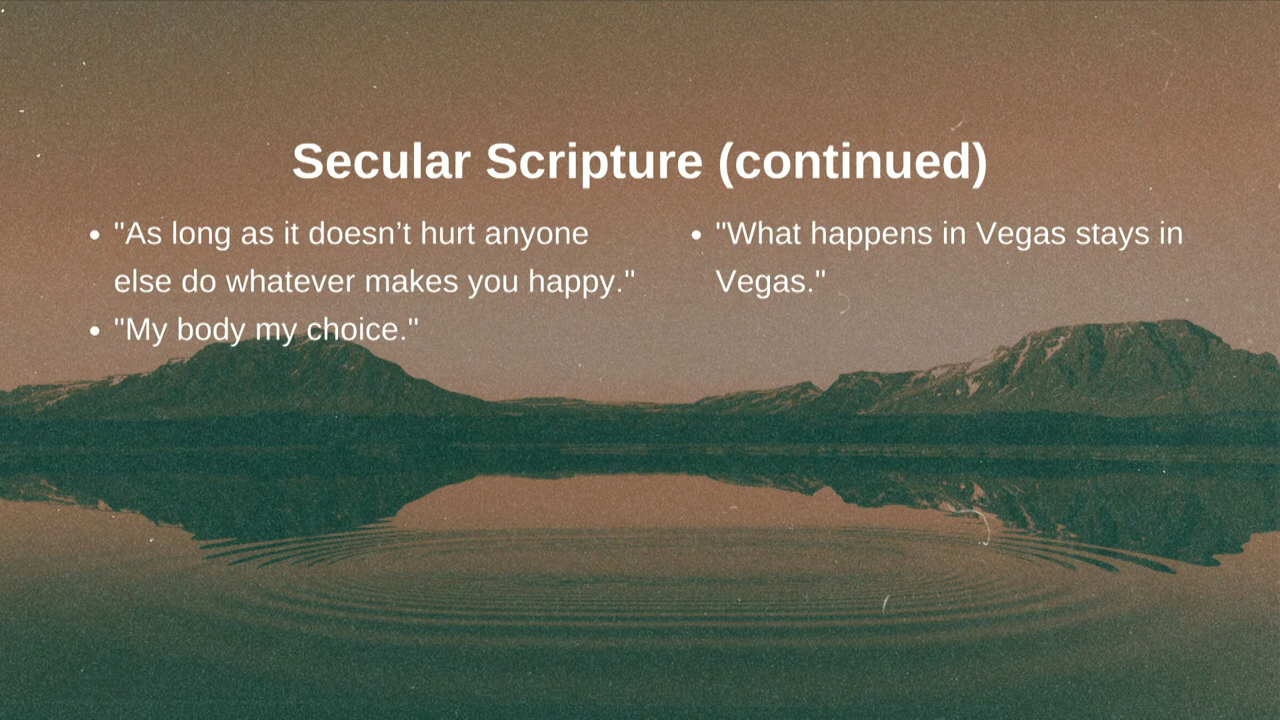 Secular Scripture (continued)
• "As long as it doesn’t hurt anyone
else do whatever makes you happy."
• "My body my choice."
• "What happens in Vegas stays in
Vegas."